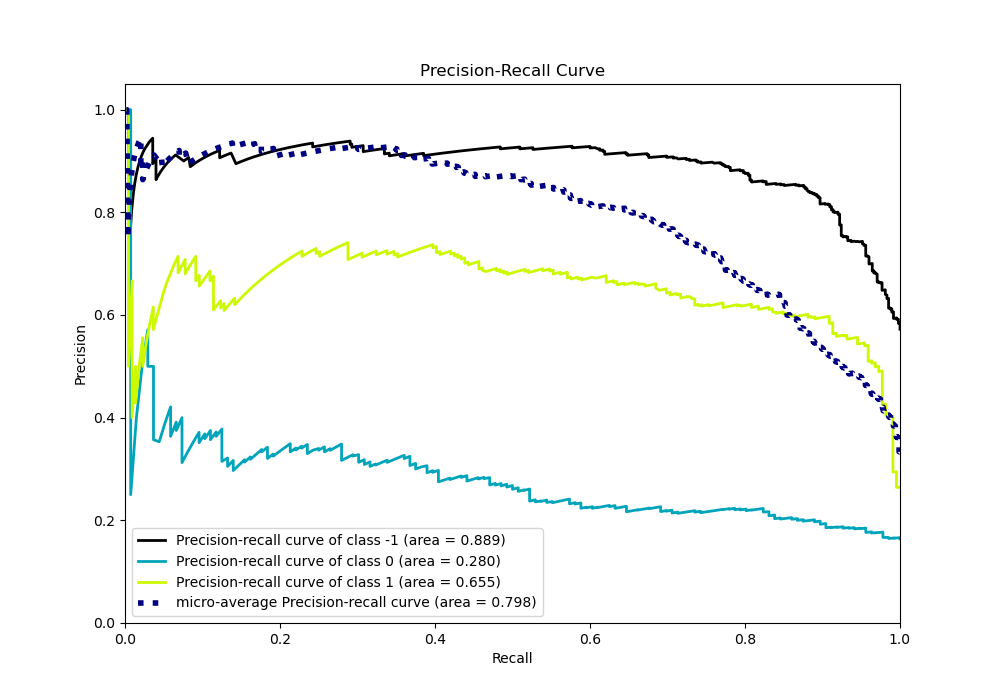 Precision-Recall Curve
1.0
0.8
0.6
0.4
0.2
0.0
Precision
Precision-recall curve of class -1 (area = 0.889)
Precision-recall curve of class 0 (area = 0.280)
Precision-recall curve of class 1 (area = 0.655)
micro-average Precision-recall curve (area = 0.798)
0.0 0.2 0.4 0.6 0.8 1.0
Recall